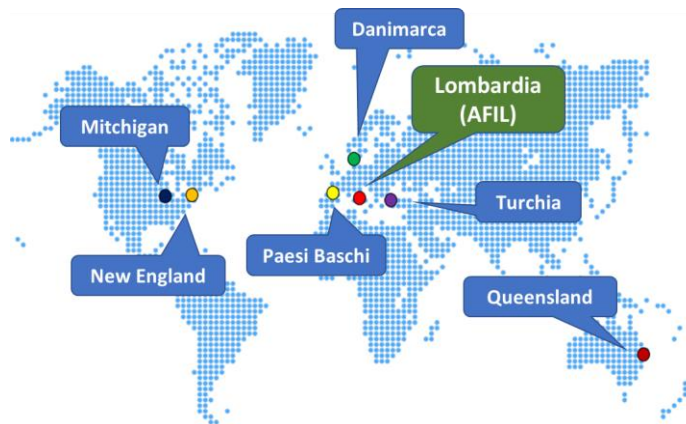 Danimarca
Lombardia
(AFIL)
Mitchigan
Turchia
New England
Paesi Baschi
Queensland